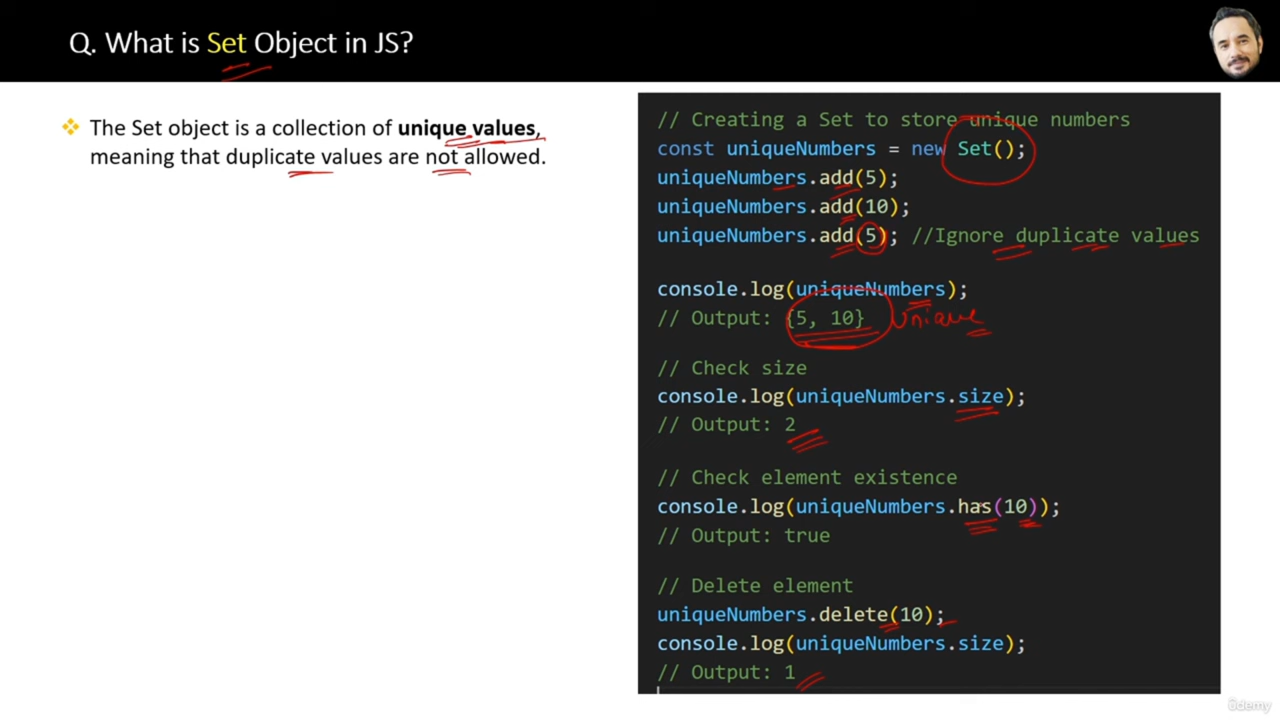 Q. What is Set Object in JS?
❖ The Set object is a collection of unique values,
meaning that duplicate values are not allowed.
// Creating a Set to store unique numbers
const uniqueNumbers = new Set();
uniqueNumbers.add(5);
uniqueNumbers.add(10);
uniqueNumbers.add(5); //Ignore duplicate values
console.log(uniqueNumbers);
// Output: {5, 10} unique
// Check size
console.log(uniqueNumbers.size);
// Output: 2
// Check element existence
console.log(uniqueNumbers.has(10));
// Output: true
// Delete element
uniqueNumbers.delete(10);
console.log(uniqueNumbers.size);
// Output: 1
ûdemy